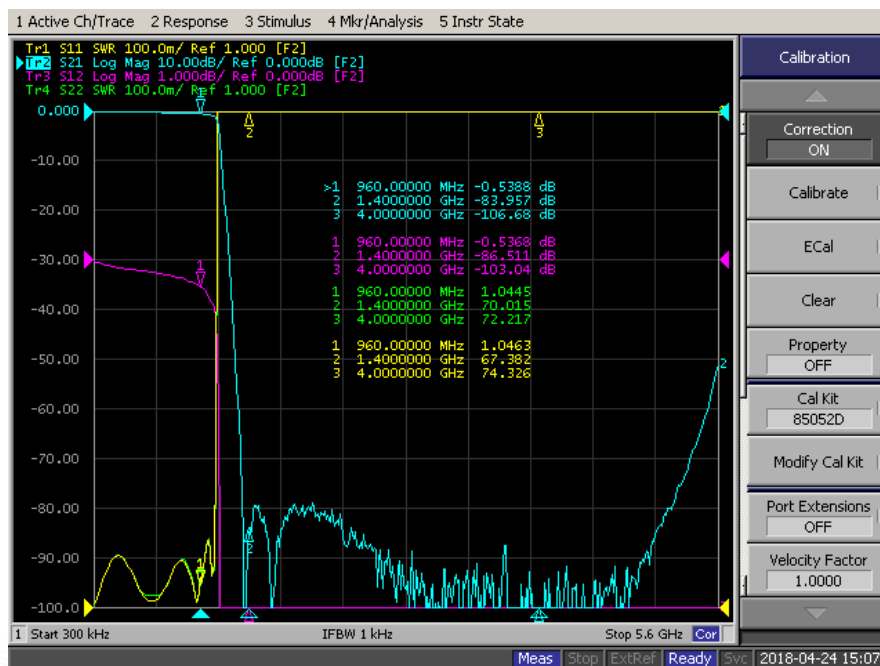 1 Active Ch/Trace 2 Response 3 Stimulus 4 Mkr/Analysis 5 Instr State
Tr1 S11 SWR 100.0m/ Ref 1.000 [F2]
Tr2 S21 Log Mag 10.00dB/ Ref 0.000dB [F2]
Tr3 S12 Log Mag 1.000dB/ Ref 0.000dB [F2]
Tr4 S22 SWR 100.0m/ Ref 1.000 [F2]
0.000
-10.00
-20.00
-30.00
-40.00
-50.00
-60.00
-70.00
-80.00
-90.00
-100.0
1
2
3
1
2
1
2
>1 960.00000 MHz -0.5388 dB
2 1.4000000 GHz -83.957 dB
3 4.0000000 GHz -106.68 dB
1 960.00000 MHz -0.5368 dB
2 1.4000000 GHz -86.511 dB
3 4.0000000 GHz -103.04 dB
1 960.00000 MHz 1.0445
2 1.4000000 GHz 70.015
3 4.0000000 GHz 72.217
1 960.00000 MHz 1.0463
2 1.4000000 GHz 67.382
3 4.0000000 GHz 74.326
1 Start 300 kHz IFBW 1 kHz Stop 5.6 GHz Cor
Calibration
Correction
ON
Calibrate
ECal
Clear
Property
OFF
Cal Kit
85052D
Modify Cal Kit
Port Extensions
OFF
Velocity Factor
1.0000
Meas Stop ExtRef Ready Svc 2018-04-24 15:07